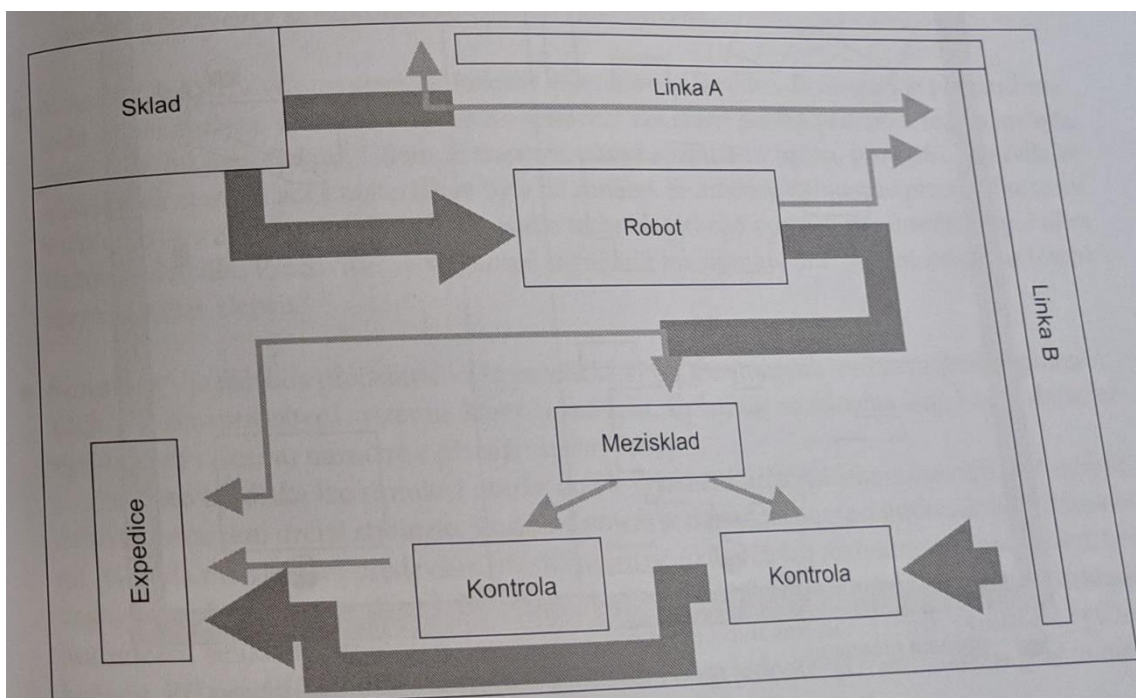 Sklad
Linka A
Robot
Linka B
Mezisklad
Expedice
Kontrola
Kontrola